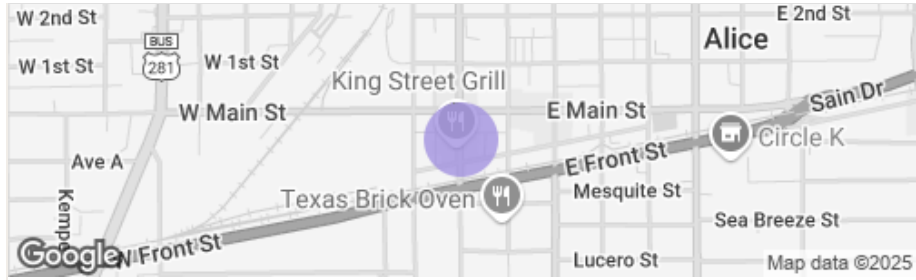 W 2nd St
E 2nd St
BUS
281
W 1st St
W 1st St
Alice
King Street Grill
W Main St
E Main St
Sain Dr
Circle K
Ave A
E Front St
Texas Brick Oven
Mesquite St
Kempe
Sea Breeze St
N Front St
Google
Lucero St
Map data ©2025